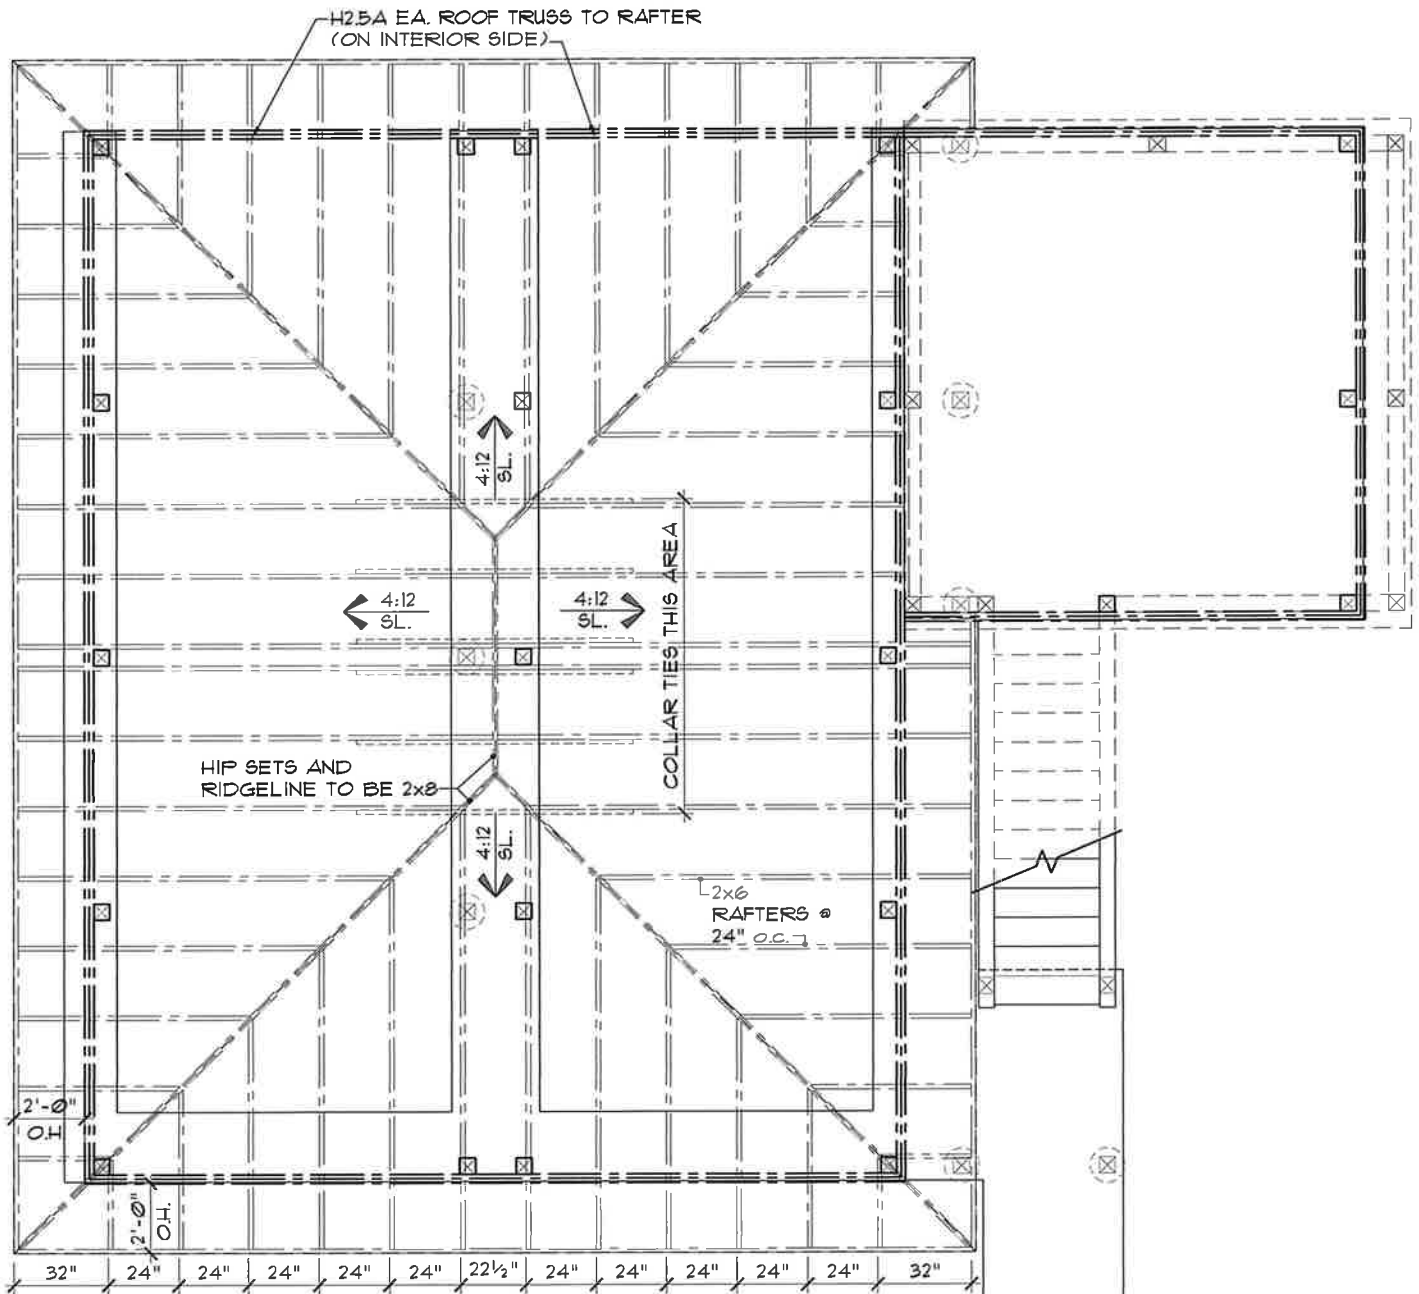 H2.5A EA. ROOF TRUSS TO RAFTER
(ON INTERIOR SIDE)
4:12
SL.
4:12
SL.
4:12
SL.
COLLAR TIES THIS AREA
HIP SETS AND
RIDGELINE TO BE 2x8
4:12
SL.
2x6
RAFTERS @
24" O.C.
2'-0"
O.H.
2'-0"
O.H.
32" 24" 24" 24" 24" 24" 22½" 24" 24" 24" 24" 24" 32"